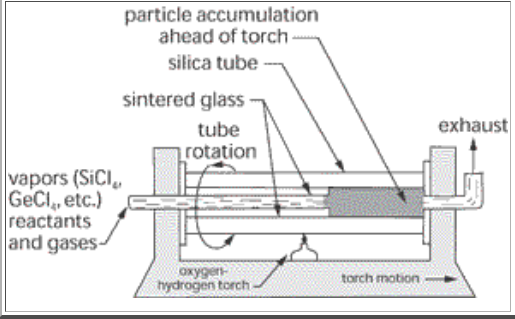 particle accumulation
ahead of torch
silica tube
sintered glass
tube
rotation
exhaust
vapors (SiCl₄,
GeCl₄, etc.)
reactants
and gases
oxygen-
hydrogen torch
torch motion